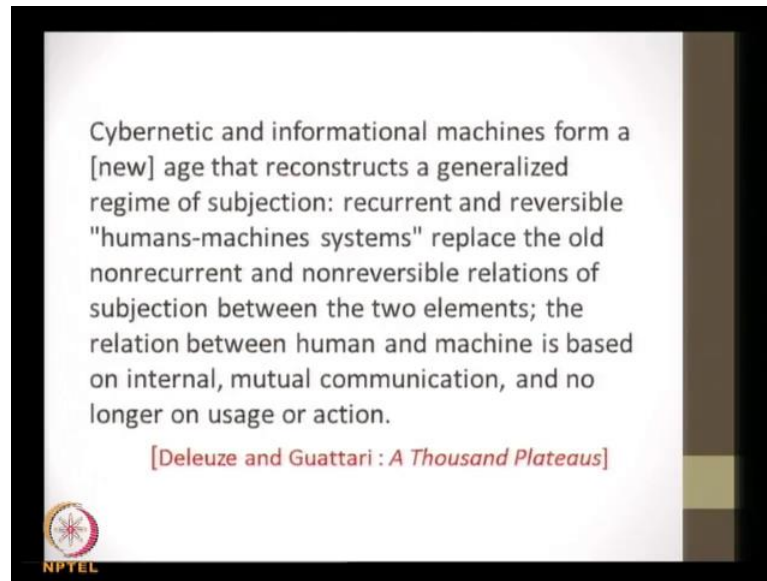 Cybernetic and informational machines form a
[new] age that reconstructs a generalized
regime of subjection: recurrent and reversible
"humans-machines systems" replace the old
nonrecurrent and nonreversible relations of
subjection between the two elements; the
relation between human and machine is based
on internal, mutual communication, and no
longer on usage or action.
[Deleuze and Guattari : A Thousand Plateaus]
NPTEL